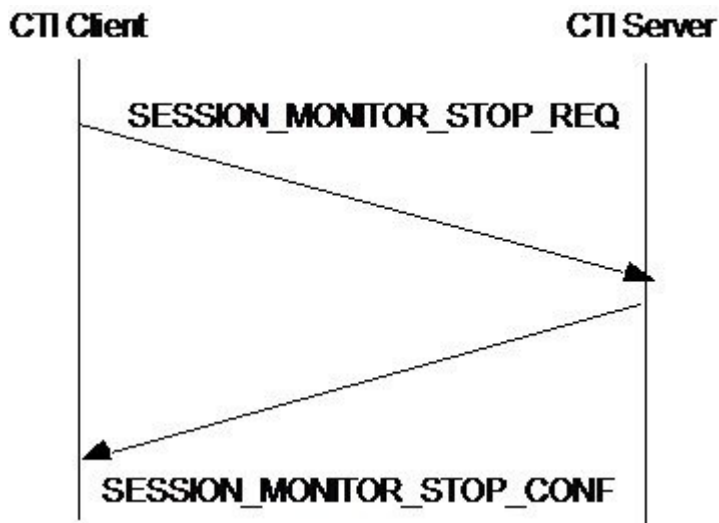 CTI Client
CTI Server
SESSION_MONITOR_STOP_REQ
SESSION_MONITOR_STOP_CONF